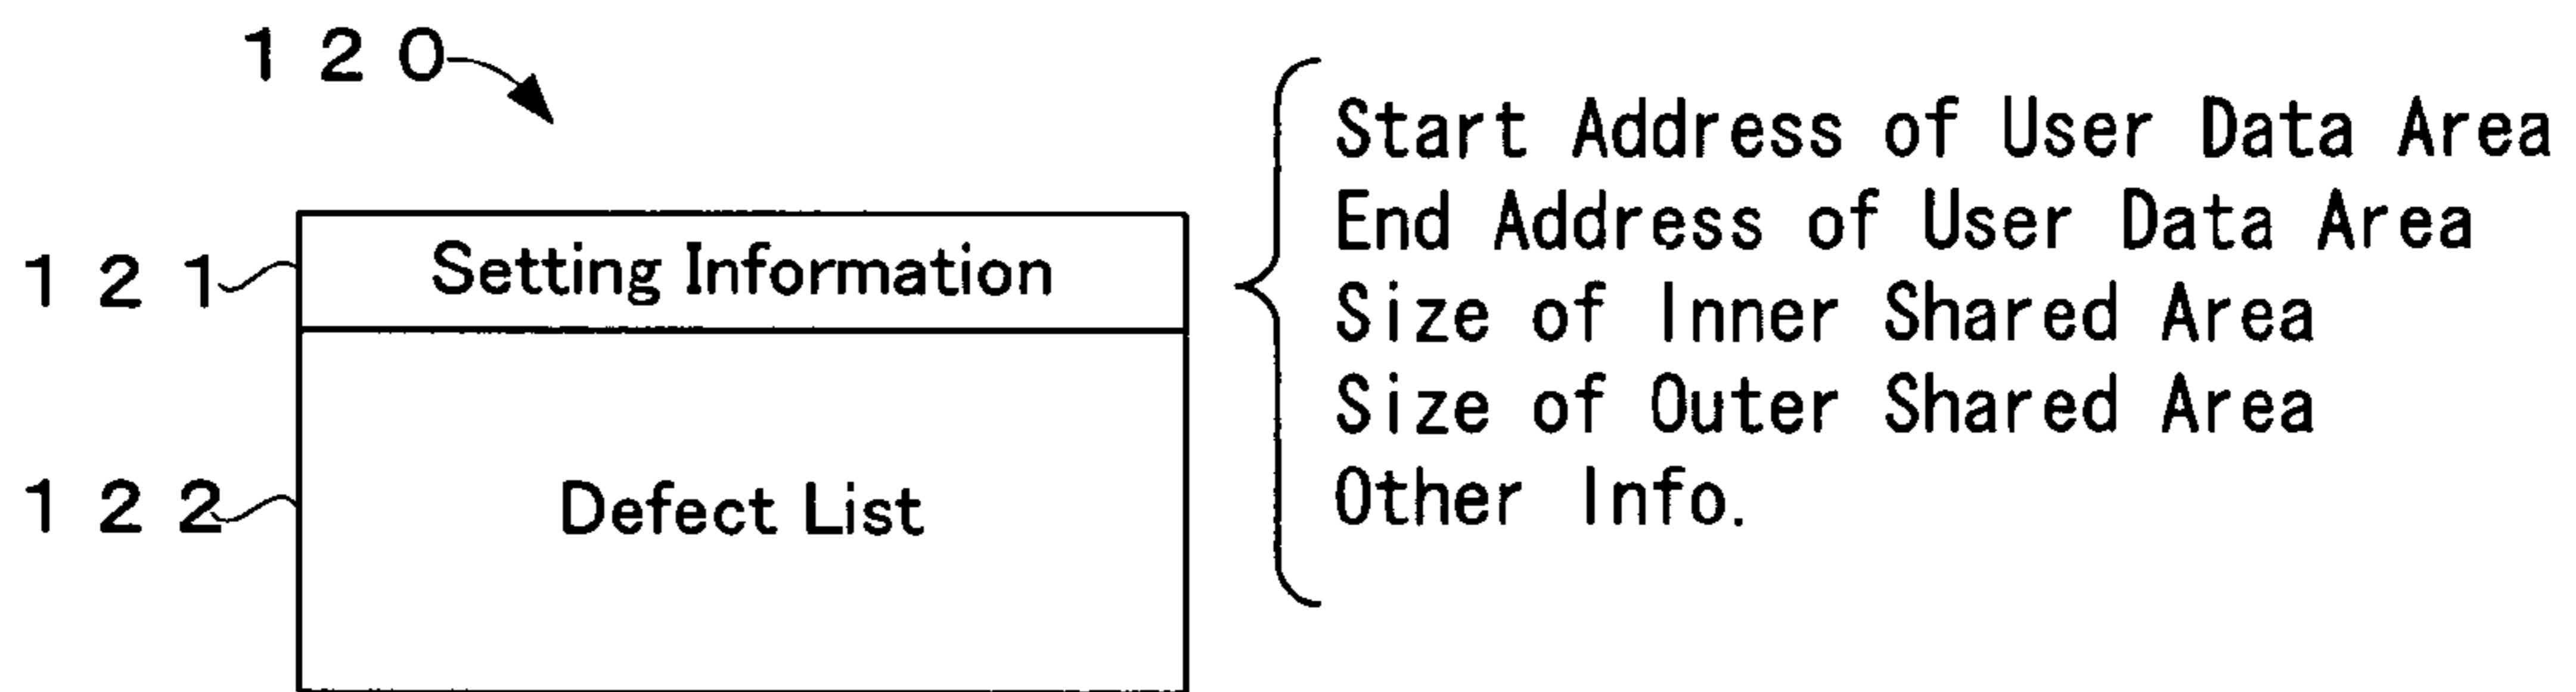 120
121
Setting Information
122
Defect List
Start Address of User Data Area
End Address of User Data Area
Size of Inner Shared Area
Size of Outer Shared Area
Other Info.